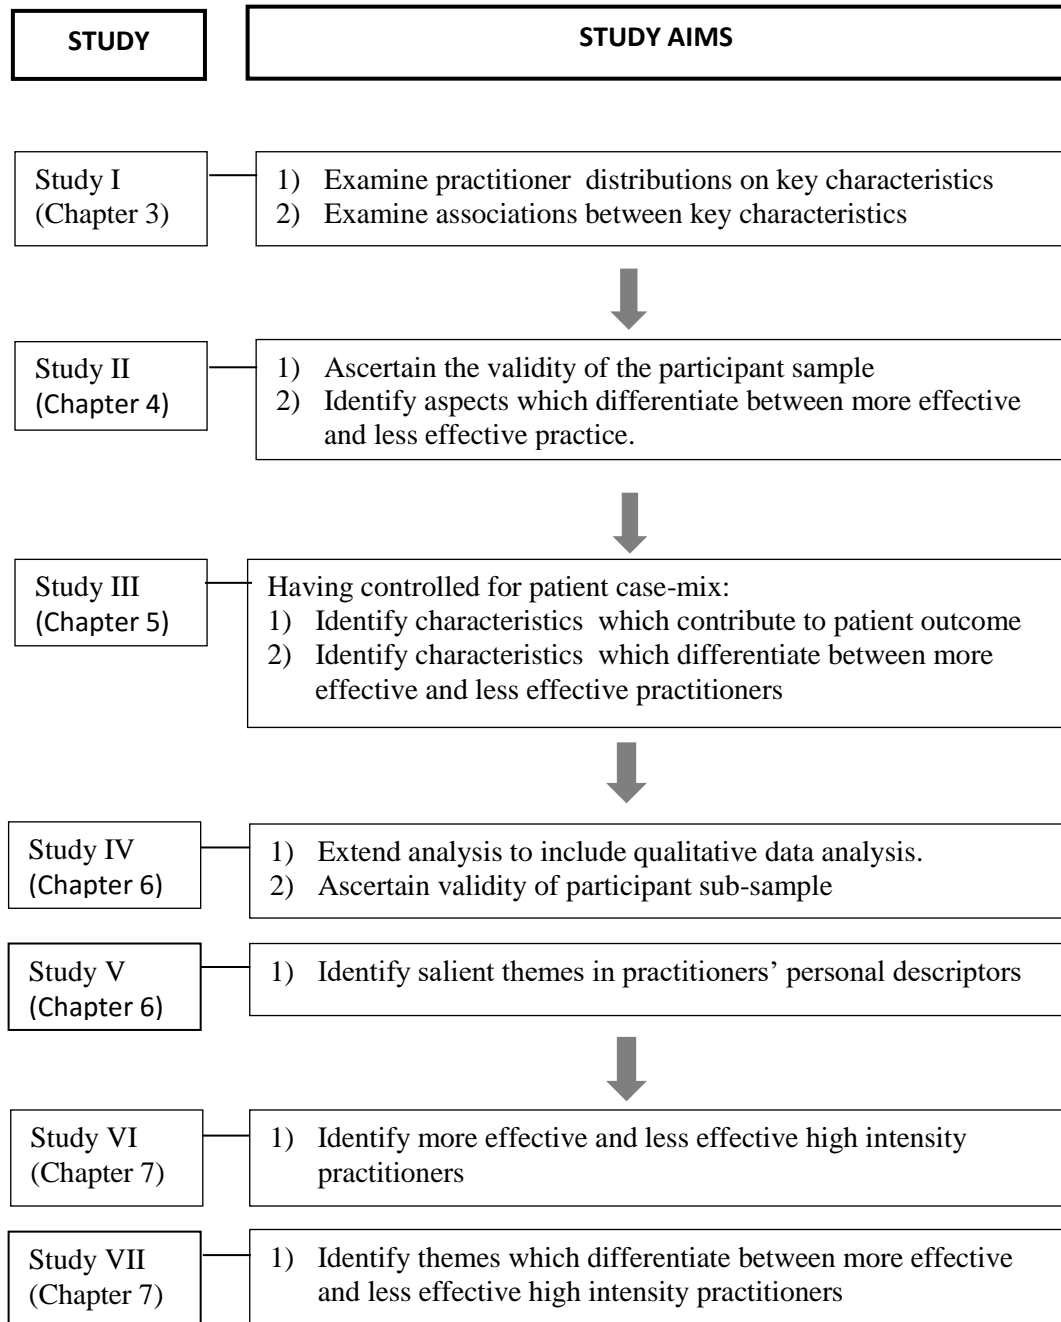 STUDY
STUDY AIMS
Study I
(Chapter 3)
1) Examine practitioner distributions on key characteristics
2) Examine associations between key characteristics
Study II
(Chapter 4)
1) Ascertain the validity of the participant sample
2) Identify aspects which differentiate between more effective
and less effective practice.
Study III
(Chapter 5)
Having controlled for patient case-mix:
1) Identify characteristics which contribute to patient outcome
2) Identify characteristics which differentiate between more
effective and less effective practitioners
Study IV
(Chapter 6)
1) Extend analysis to include qualitative data analysis.
2) Ascertain validity of participant sub-sample
Study V
(Chapter 6)
1) Identify salient themes in practitioners’ personal descriptors
Study VI
(Chapter 7)
1) Identify more effective and less effective high intensity
practitioners
Study VII
(Chapter 7)
1) Identify themes which differentiate between more effective
and less effective high intensity practitioners